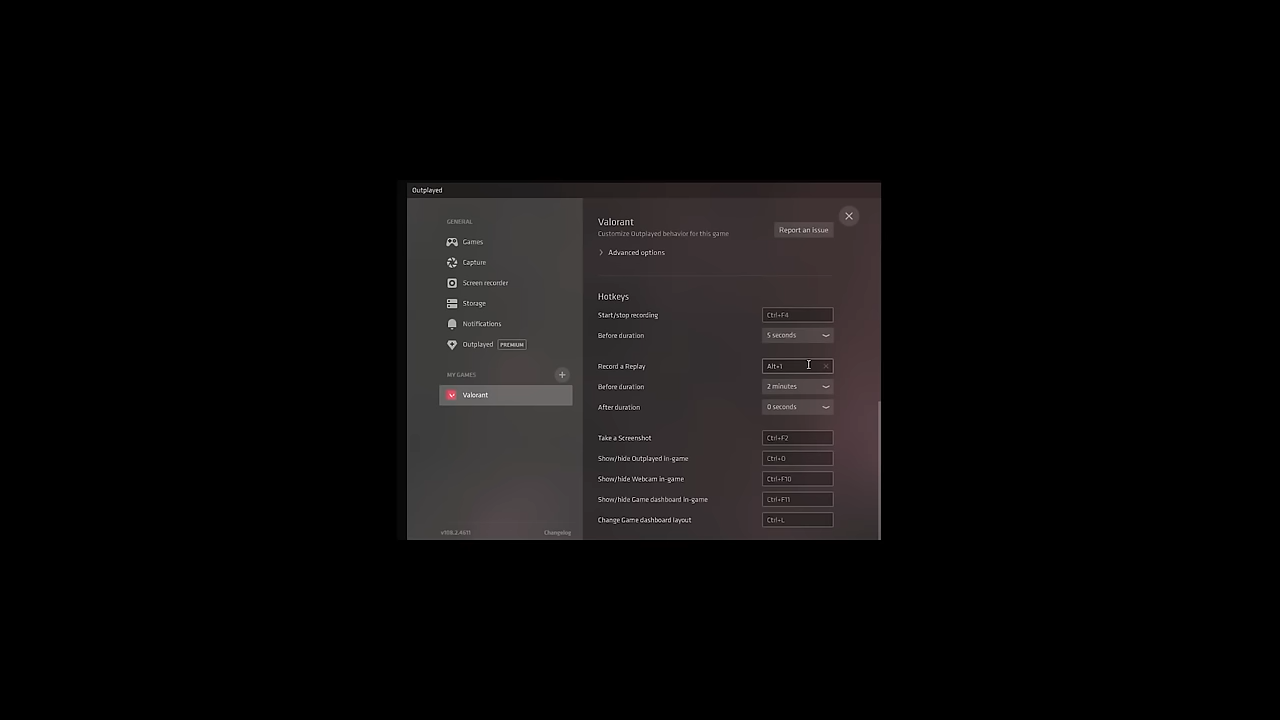 Outplayed
GENERAL
Games
Capture
Screen recorder
Storage
Notifications
Outplayed PREMIUM
MY GAMES
Valorant
Changelog
Valorant
Customize Outplayed behavior for this game
Report an issue
Advanced options
Hotkeys
Start/stop recording Ctrl+F4
Before duration 5 seconds
Record a Replay Alt+1
Before duration 2 minutes
After duration 0 seconds
Take a Screenshot Ctrl+F2
Show/hide Outplayed in-game
Show/hide Webcam in-game Ctrl+F10
Show/hide Game dashboard in-game Ctrl+F11
Change Game dashboard layout Ctrl+L